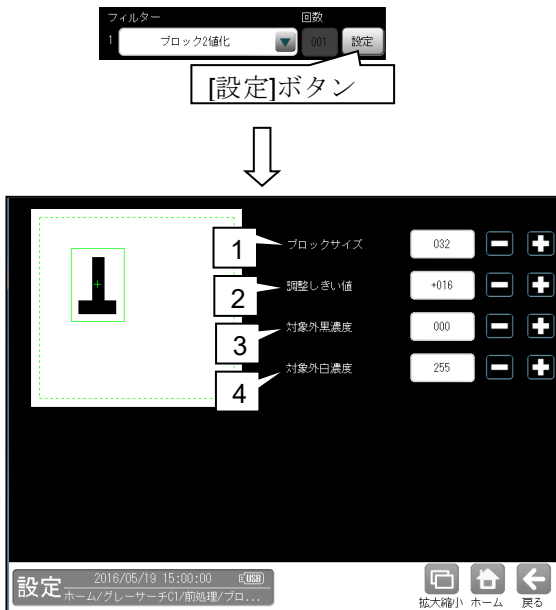 フィルター 回数
1 ブロック2値化 001 設定
[設定]ボタン
1 ブロックサイズ 032
2 調整しきい値 +016
3 対象外黒濃度 000
4 対象外白濃度 255
設定 2016/05/19 15:00:00 USB
ホーム/グレーサーチC1/前処理/ブロ...
拡大縮小 ホーム 戻る